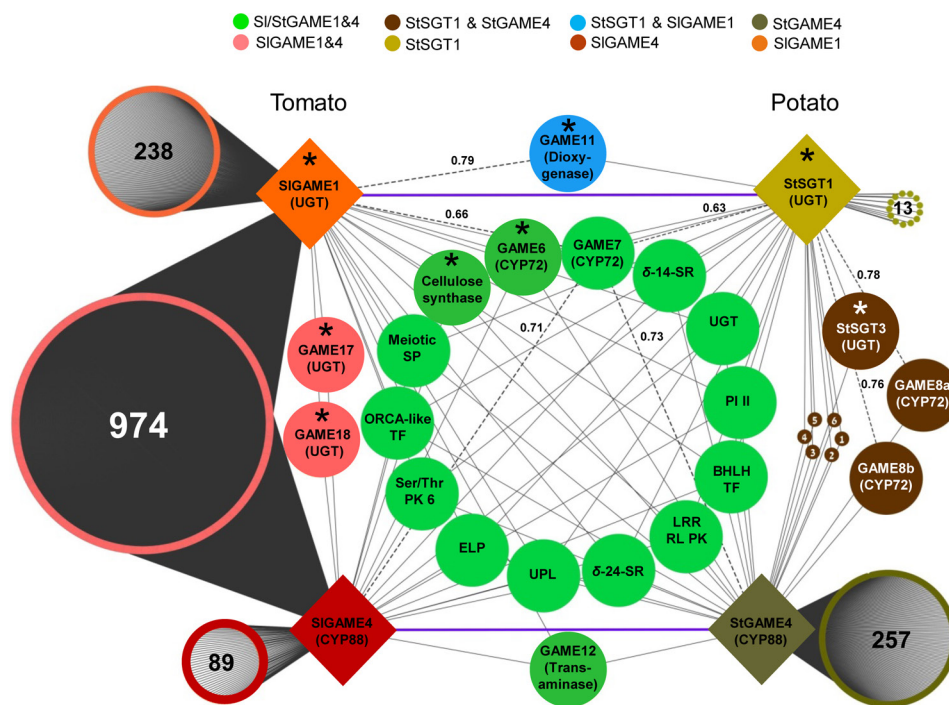 Sl/StGAME1&4
StSGT1 & StGAME4
StSGT1 & SlGAME1
StGAME4
SlGAME1&4
StSGT1
SlGAME4
SlGAME1
Tomato
Potato
238
*
SlGAME1
(UGT)
0.79
*
GAME11
(Dioxy-
genase)
*
StSGT1
(UGT)
13
0.66
0.63
*
GAME6
(CYP72)
GAME7
(CYP72)
*
Cellulose
synthase
δ-14-SR
0.78
0.71
0.73
UGT
Meiotic
SP
*
GAME17
(UGT)
*
StSGT3
(UGT)
0.76
GAME8a
(CYP72)
974
*
GAME18
(UGT)
ORCA-like
TF
PI II
5
6
4
1
3
2
GAME8b
(CYP72)
Ser/Thr
PK 6
BHLH
TF
ELP
LRR
RL PK
UPL
δ-24-SR
SlGAME4
(CYP88)
StGAME4
(CYP88)
89
257
GAME12
(Trans-
aminase)